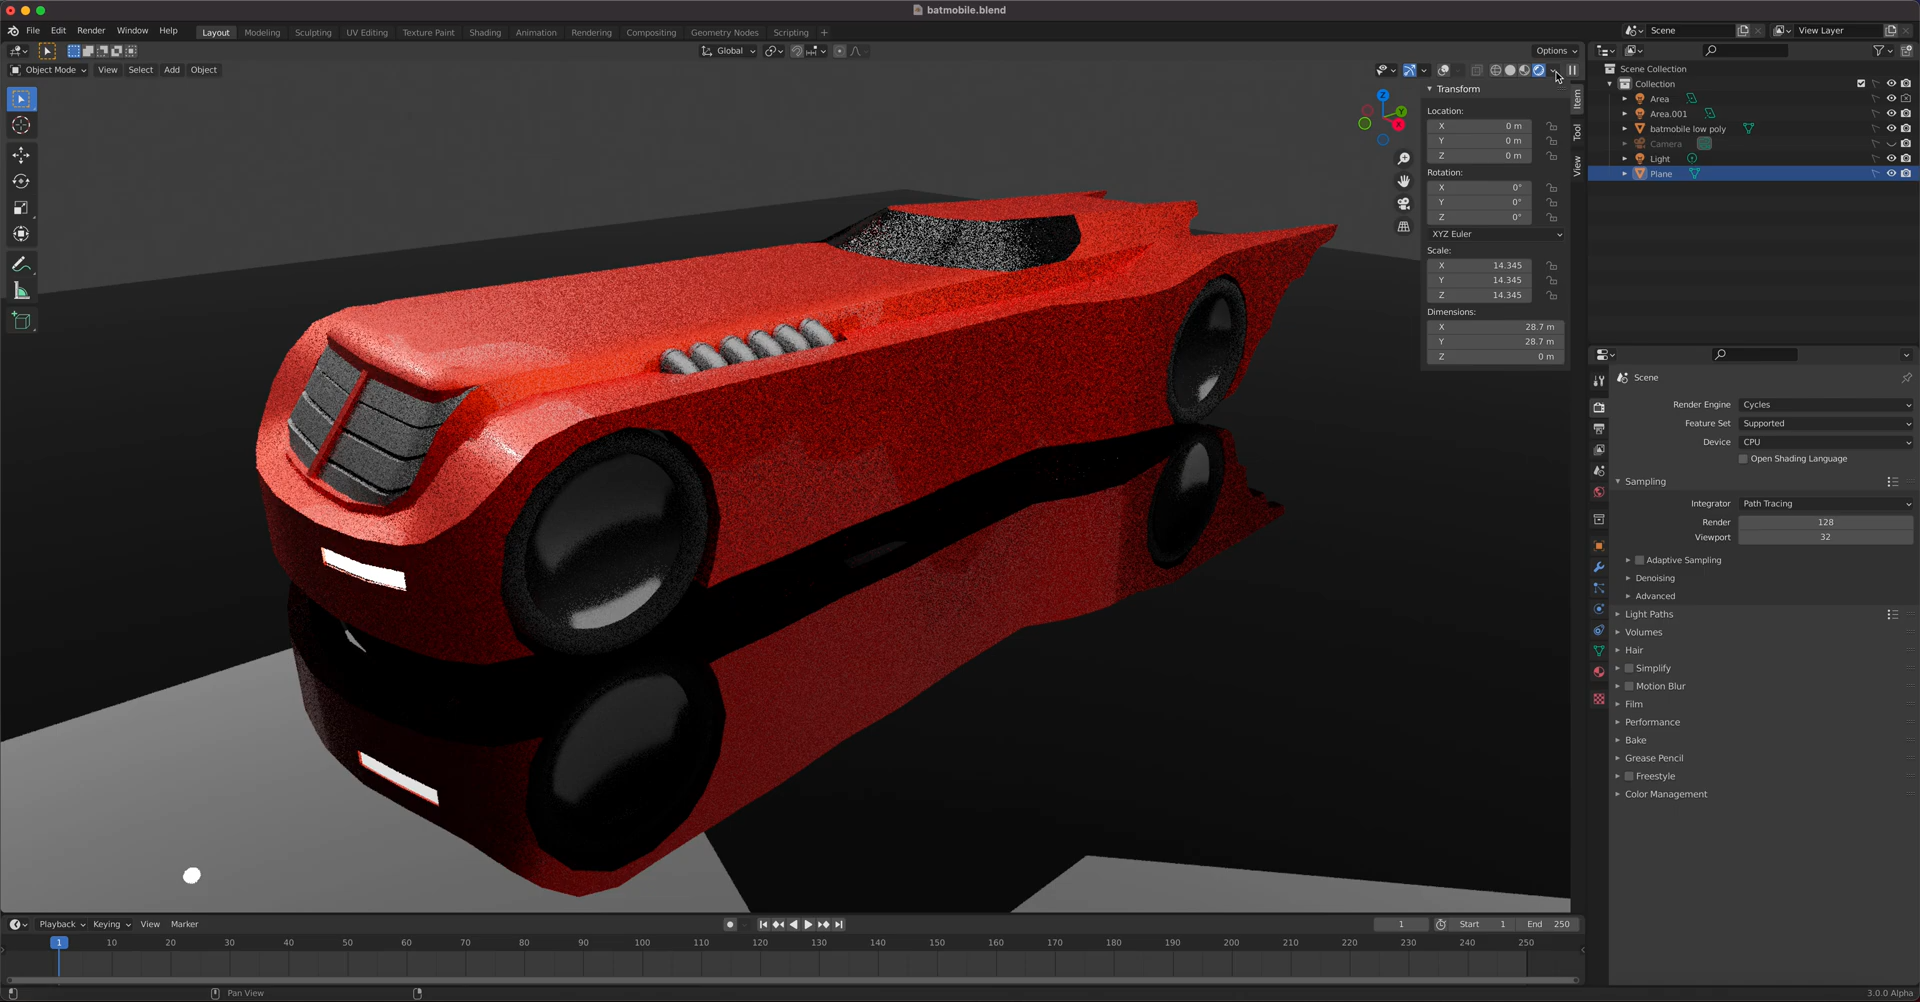 batmobile.blend
File Edit Render Window Help Layout Modeling Sculpting UV Editing Texture Paint Shading Animation Rendering Compositing Geometry Nodes Scripting + Scene View Layer
Global Options
Object Mode View Select Add Object
Transform
Location:
X 0 m
Y 0 m
Z 0 m
Rotation:
X 0°
Y 0°
Z 0°
XYZ Euler
Scale:
X 14.345
Y 14.345
Z 14.345
Dimensions:
X 28.7 m
Y 28.7 m
Z 0 m
Item
Tool
View
Z
Y
X
Scene Collection
Collection
Area
Area.001
batmobile low poly
Camera
Light
Plane
Scene
Render Engine Cycles
Feature Set Supported
Device CPU
Open Shading Language
Sampling
Integrator Path Tracing
Render 128
Viewport 32
Adaptive Sampling
Denoising
Advanced
Light Paths
Volumes
Hair
Simplify
Motion Blur
Film
Performance
Bake
Grease Pencil
Freestyle
Color Management
Playback Keying View Marker 1 Start 1 End 250
1 10 20 30 40 50 60 70 80 90 100 110 120 130 140 150 160 170 180 190 200 210 220 230 240 250
Pan View 3.0.0 Alpha